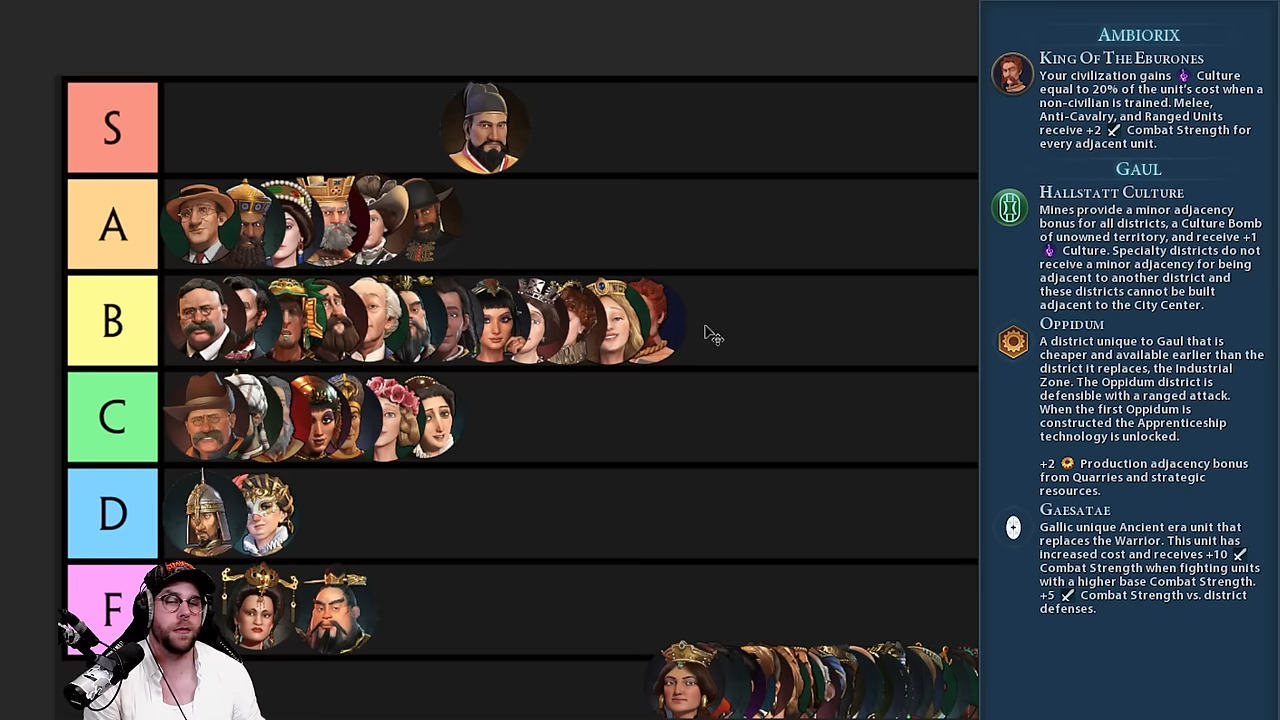 S
A
B
C
D
F
AMBIORIX
KING OF THE EBURONES
Your civilization gains Culture
equal to 20% of the unit's cost when a
non-civilian is trained. Melee,
Anti-Cavalry, and Ranged Units
receive +2 Combat Strength for
every adjacent unit.
GAUL
HALLSTATT CULTURE
Mines provide a minor adjacency
bonus for all districts, a Culture Bomb
of unowned territory, and receive +1
Culture. Specialty districts do not
receive a minor adjacency for being
adjacent to another district and
these districts cannot be built
adjacent to the City Center.
OPPIDUM
A district unique to Gaul that is
cheaper and available earlier than the
district it replaces, the Industrial
Zone. The Oppidum district is
defensible with a ranged attack.
When the first Oppidum is
constructed the Apprenticeship
technology is unlocked.
+2 Production adjacency bonus
from Quarries and strategic
resources.
GAESATAE
Gallic unique Ancient era unit that
replaces the Warrior. This unit has
increased cost and receives +10
Combat Strength when fighting units
with a higher base Combat Strength.
+5 Combat Strength vs. district
defenses.